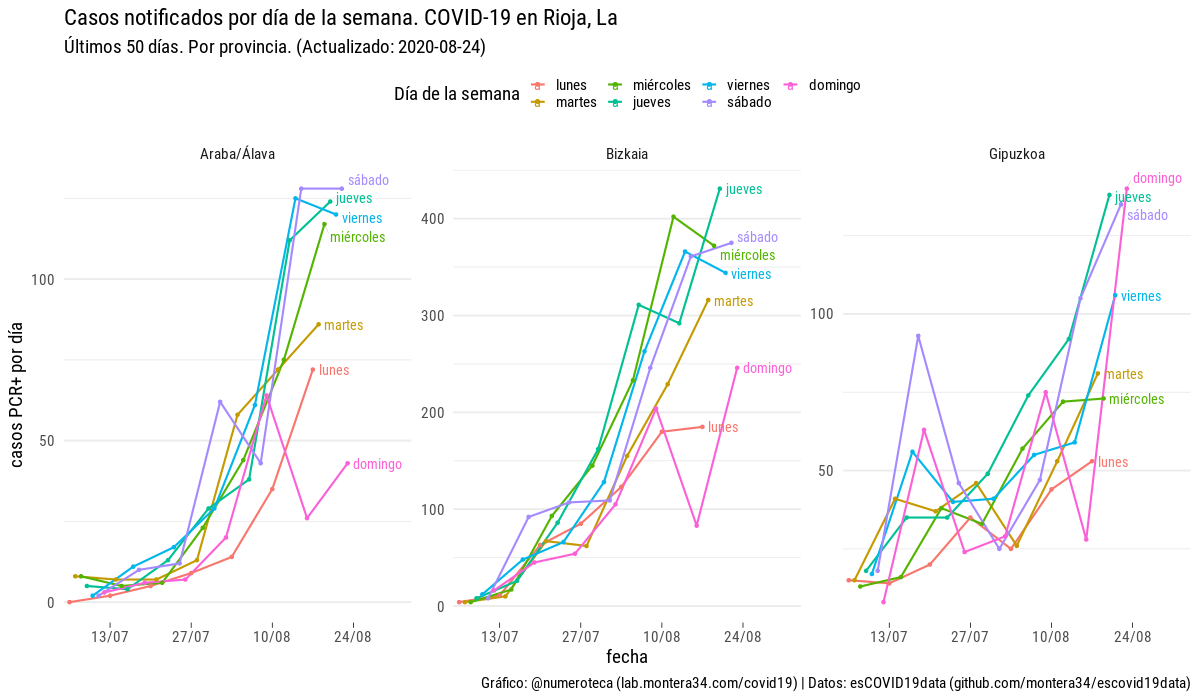 Casos notificados por día de la semana. COVID-19 en Rioja, La
Últimos 50 días. Por provincia. (Actualizado: 2020-08-24)
Día de la semana
lunes miércoles viernes domingo
martes jueves sábado
Araba/Álava Bizkaia Gipuzkoa
casos PCR+ por día
100
50
0
sábado
jueves
viernes
miércoles
martes
lunes
domingo
13/07 27/07 10/08 24/08
400
300
200
100
0
jueves
sábado
miércoles
viernes
martes
domingo
lunes
13/07 27/07 10/08 24/08
100
50
domingo
jueves
sábado
viernes
martes
miércoles
lunes
13/07 27/07 10/08 24/08
fecha
Gráfico: @numeroteca (lab.montera34.com/covid19) | Datos: esCOVID19data (github.com/montera34/escovid19data)